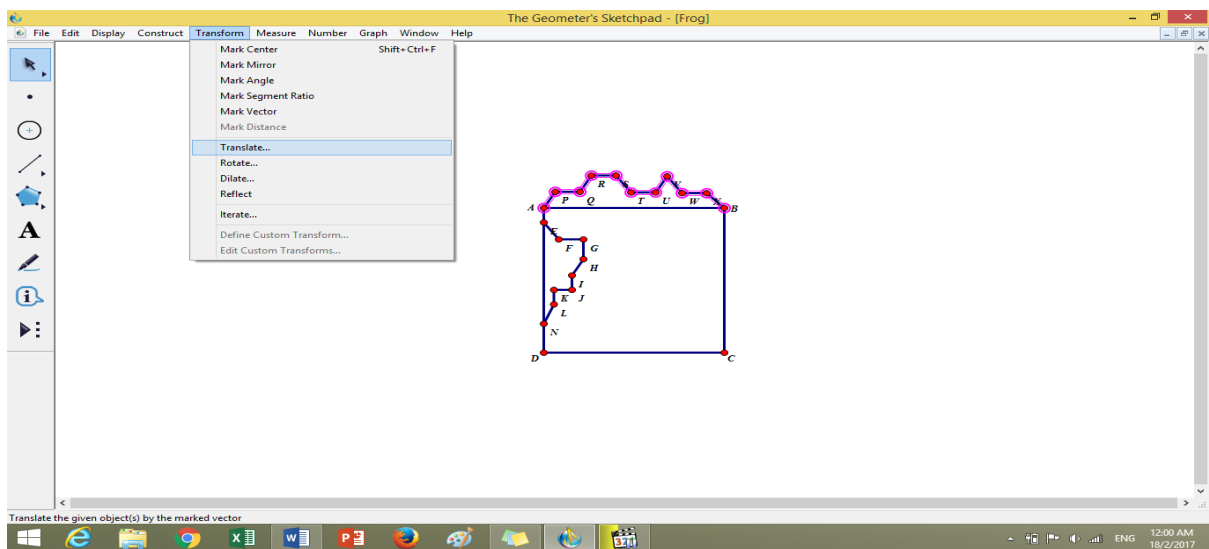 The Geometer's Sketchpad - [Frog]
File Edit Display Construct Transform Measure Number Graph Window Help
Mark Center Shift+Ctrl+F
Mark Mirror
Mark Angle
Mark Segment Ratio
Mark Vector
Mark Distance
Translate...
Rotate...
Dilate...
Reflect
Iterate...
Define Custom Transform...
Edit Custom Transforms...
A
R S V
P Q T U W X
A B
E
F G
H
I
K J
L
N
D C
Translate the given object(s) by the marked vector
ENG 12:00 AM
18/2/2017
321